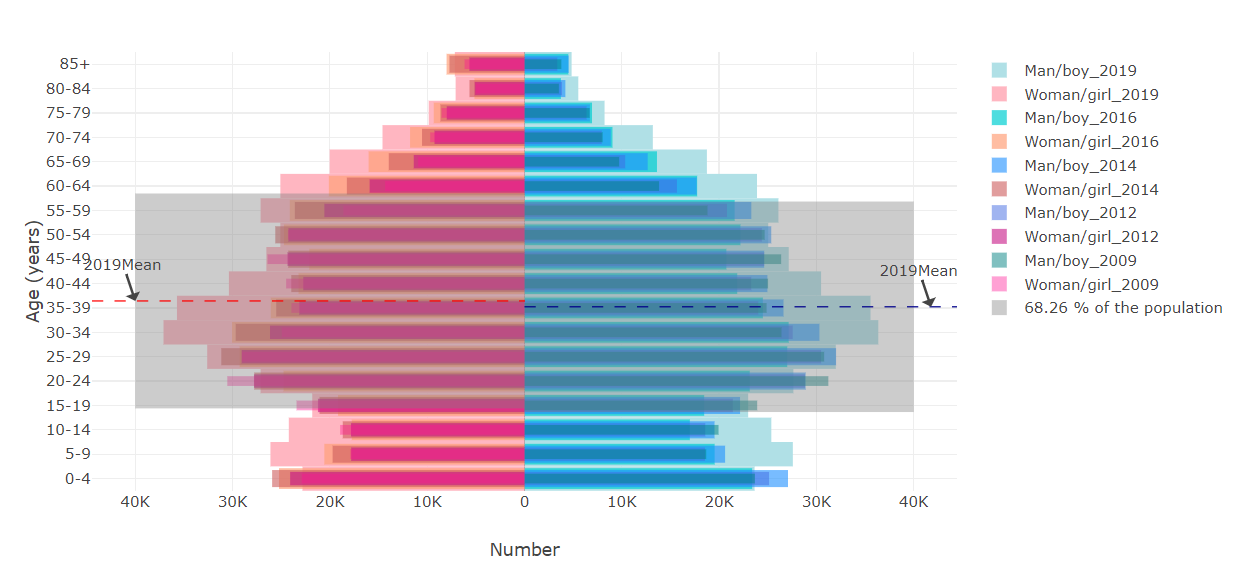 85+
80-84
75-79
70-74
65-69
60-64
55-59
50-54
45-49
40-44
35-39
30-34
25-29
20-24
15-19
10-14
5-9
0-4
Age (years)
2019Mean
2019Mean
40K 30K 20K 10K 0 10K 20K 30K 40K
Number
Man/boy_2019
Woman/girl_2019
Man/boy_2016
Woman/girl_2016
Man/boy_2014
Woman/girl_2014
Man/boy_2012
Woman/girl_2012
Man/boy_2009
Woman/girl_2009
68.26 % of the population